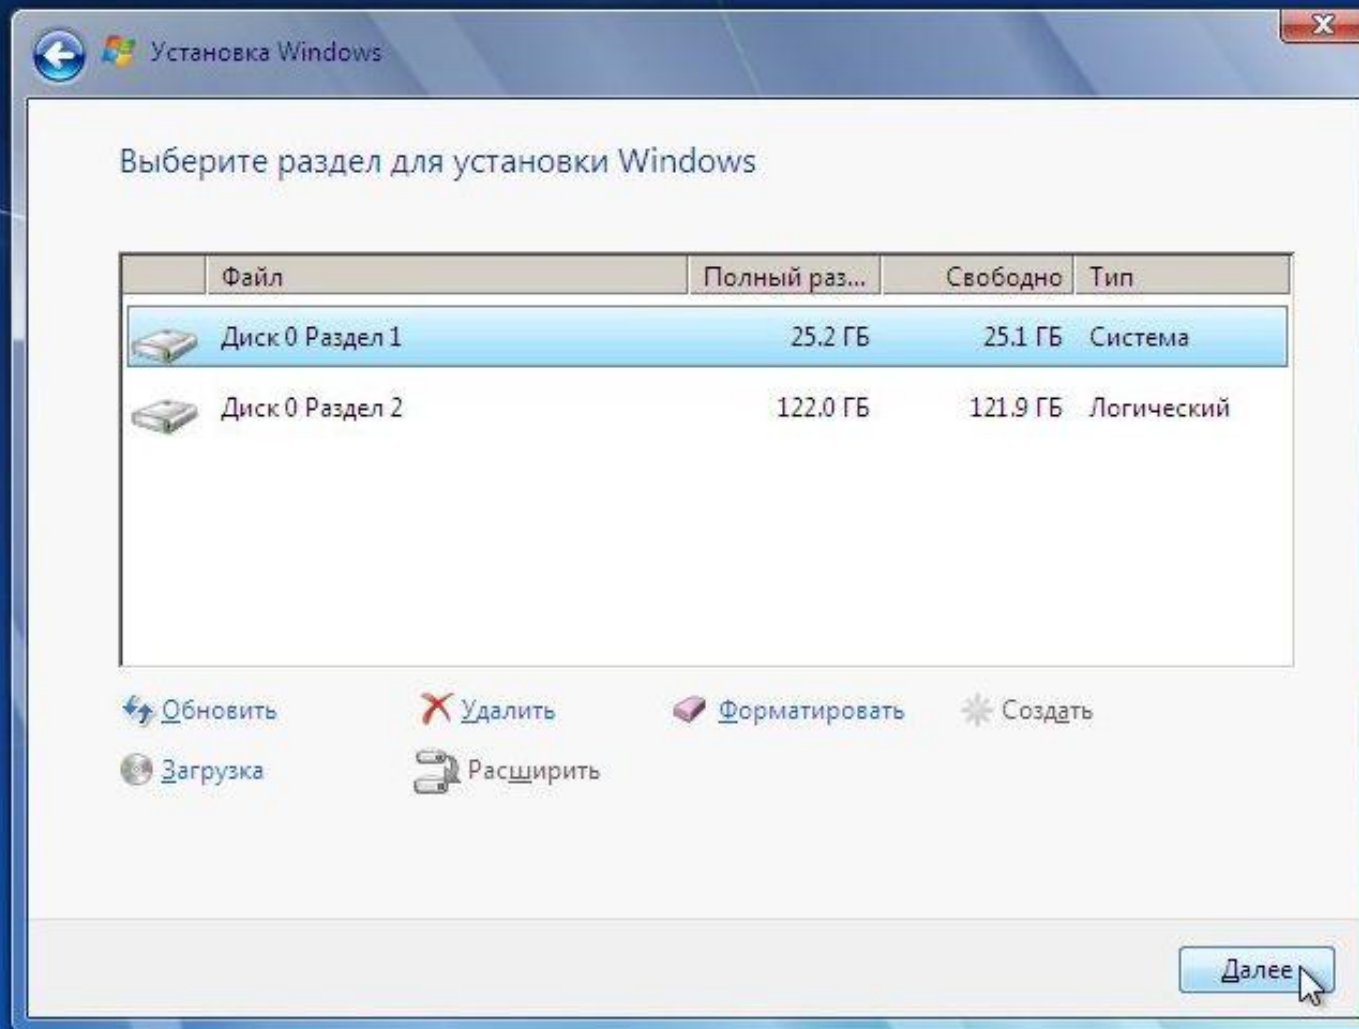 Установка Windows
X
Выберите раздел для установки Windows
Файл Полный раз... Свободно Тип
Диск 0 Раздел 1 25.2 ГБ 25.1 ГБ Система
Диск 0 Раздел 2 122.0 ГБ 121.9 ГБ Логический
Обновить Удалить Форматировать Создать
Загрузка Расширить
Далее